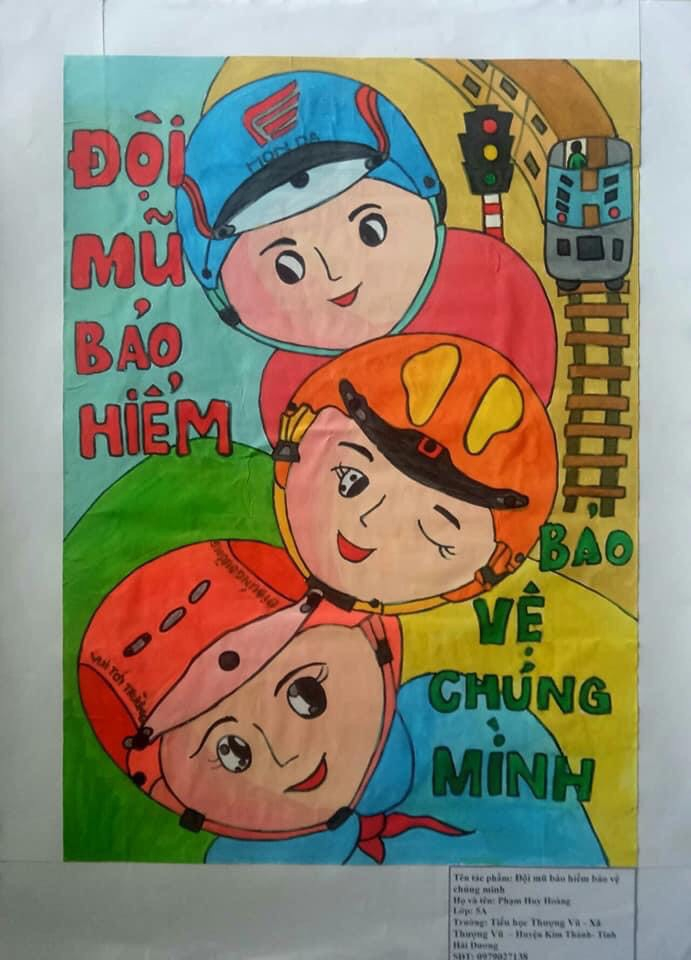 ĐỘI
MŨ
BẢO
HIỂM
HONDA
BẢO
VỆ
CHÚNG
MÌNH
Tên tác phẩm: Đội mũ bảo hiểm bảo vệ
chúng mình
Họ và tên: Phạm Huy Hoàng
Lớp: 5A
Trường: Tiểu học Thượng Vũ - Xã
Thượng Vũ - Huyện Kim Thành- Tỉnh
Hải Dương
SĐT: 0979027138